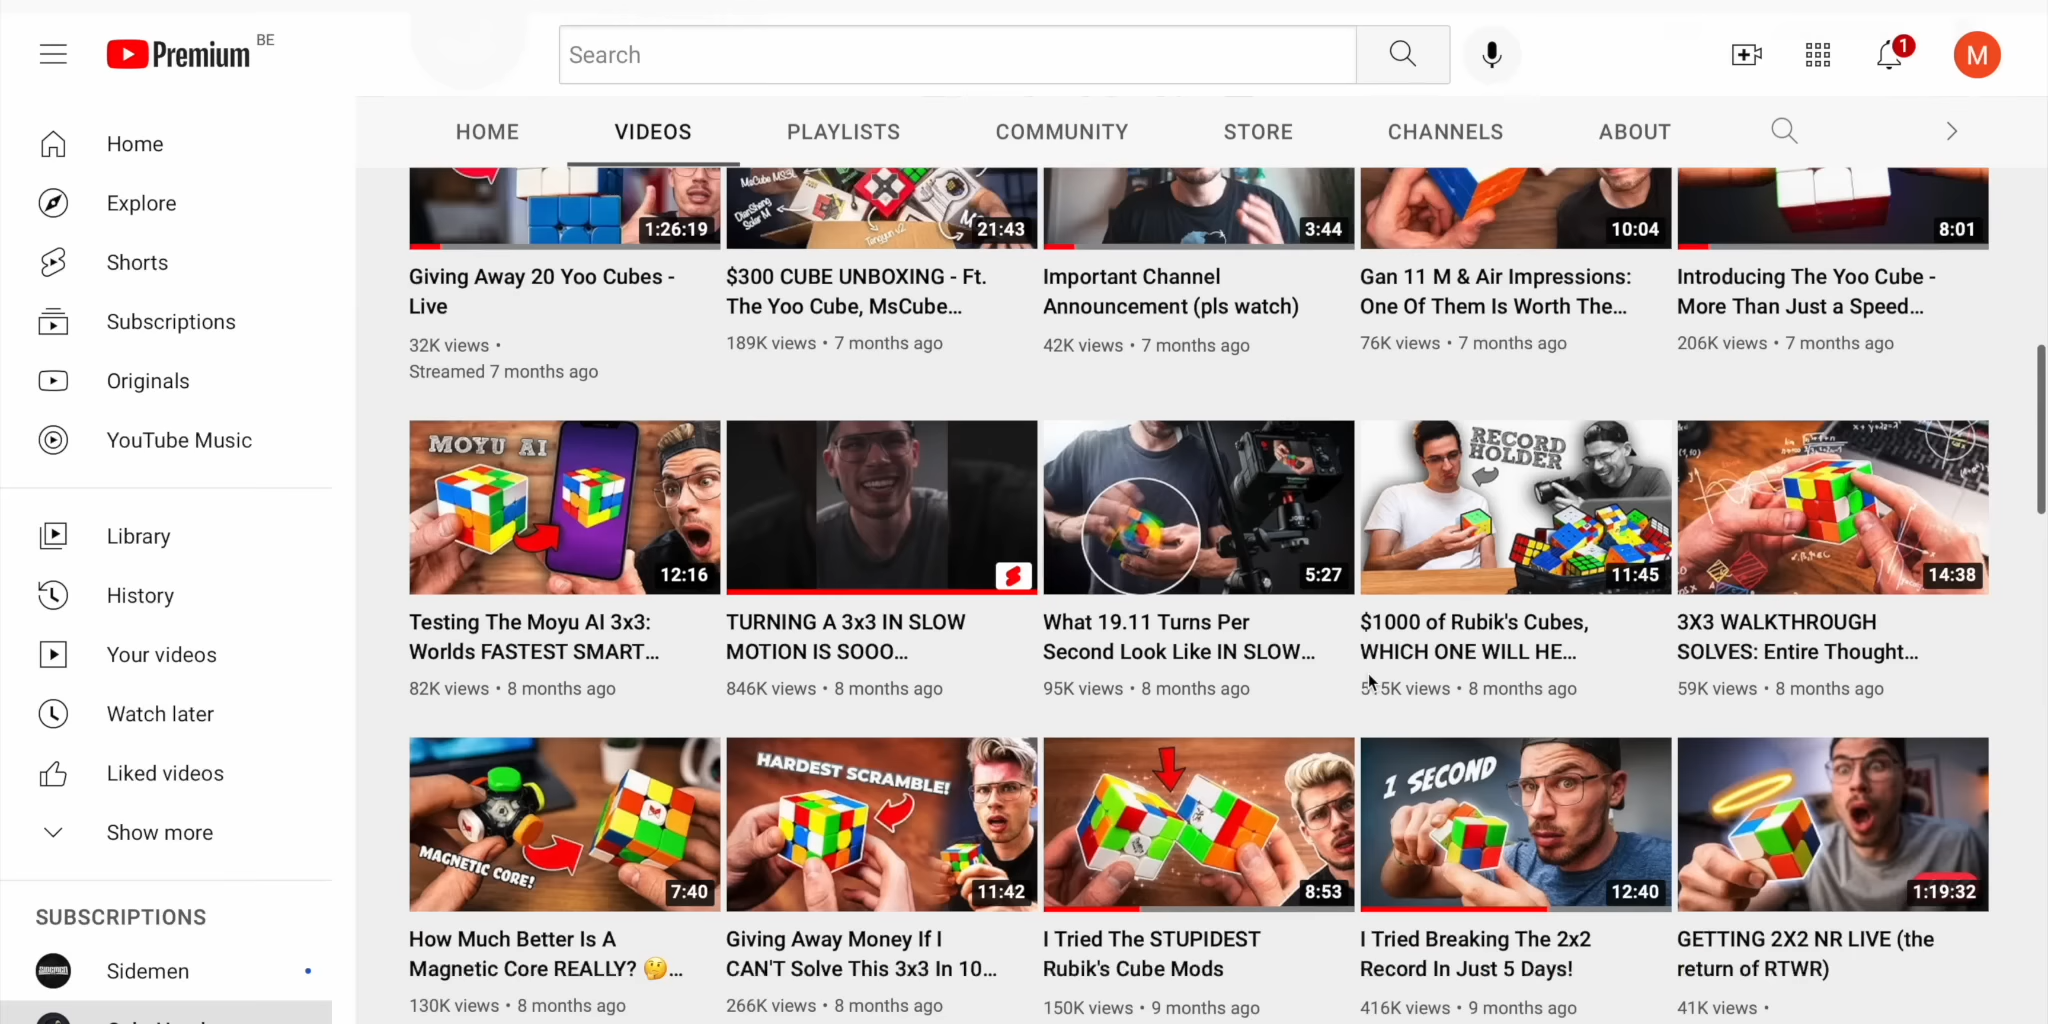 Premium BE
Search
1
M
HOME
VIDEOS
PLAYLISTS
COMMUNITY
STORE
CHANNELS
ABOUT
Home
Explore
Shorts
Subscriptions
Originals
YouTube Music
Library
History
Your videos
Watch later
Liked videos
Show more
SUBSCRIPTIONS
Sidemen
1:26:19
Giving Away 20 Yoo Cubes -
Live
32K views •
Streamed 7 months ago
DianSheng
Solar M
Tengyun v2
21:43
$300 CUBE UNBOXING - Ft.
The Yoo Cube, MsCube...
189K views • 7 months ago
3:44
Important Channel
Announcement (pls watch)
42K views • 7 months ago
10:04
Gan 11 M & Air Impressions:
One Of Them Is Worth The...
76K views • 7 months ago
8:01
Introducing The Yoo Cube -
More Than Just a Speed...
206K views • 7 months ago
MOYU AI
12:16
Testing The Moyu AI 3x3:
Worlds FASTEST SMART...
82K views • 8 months ago
TURNING A 3x3 IN SLOW
MOTION IS SOOO...
846K views • 8 months ago
5:27
What 19.11 Turns Per
Second Look Like IN SLOW...
95K views • 8 months ago
RECORD
HOLDER
11:45
$1000 of Rubik's Cubes,
WHICH ONE WILL HE...
views • 8 months ago
14:38
3X3 WALKTHROUGH
SOLVES: Entire Thought...
59K views • 8 months ago
MAGNETIC CORE!
7:40
How Much Better Is A
Magnetic Core REALLY? 🤔...
130K views • 8 months ago
HARDEST SCRAMBLE!
11:42
Giving Away Money If I
CAN'T Solve This 3x3 In 10...
266K views • 8 months ago
8:53
I Tried The STUPIDEST
Rubik's Cube Mods
150K views • 9 months ago
1 SECOND
12:40
I Tried Breaking The 2x2
Record In Just 5 Days!
416K views • 9 months ago
1:19:32
GETTING 2X2 NR LIVE (the
return of RTWR)
41K views •